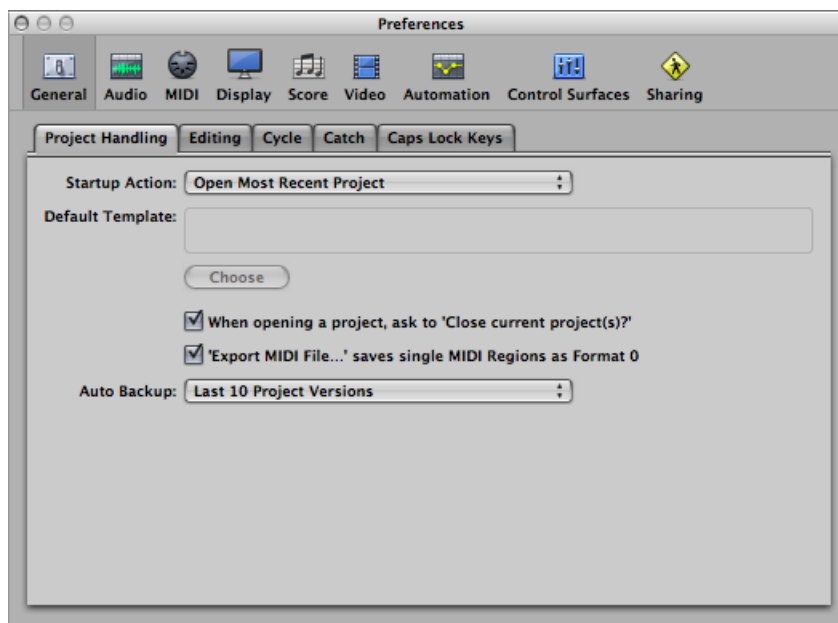 Preferences
General Audio MIDI Display Score Video Automation Control Surfaces Sharing
Project Handling Editing Cycle Catch Caps Lock Keys
Startup Action: Open Most Recent Project
Default Template:
Choose
When opening a project, ask to 'Close current project(s)?'
'Export MIDI File...' saves single MIDI Regions as Format 0
Auto Backup: Last 10 Project Versions